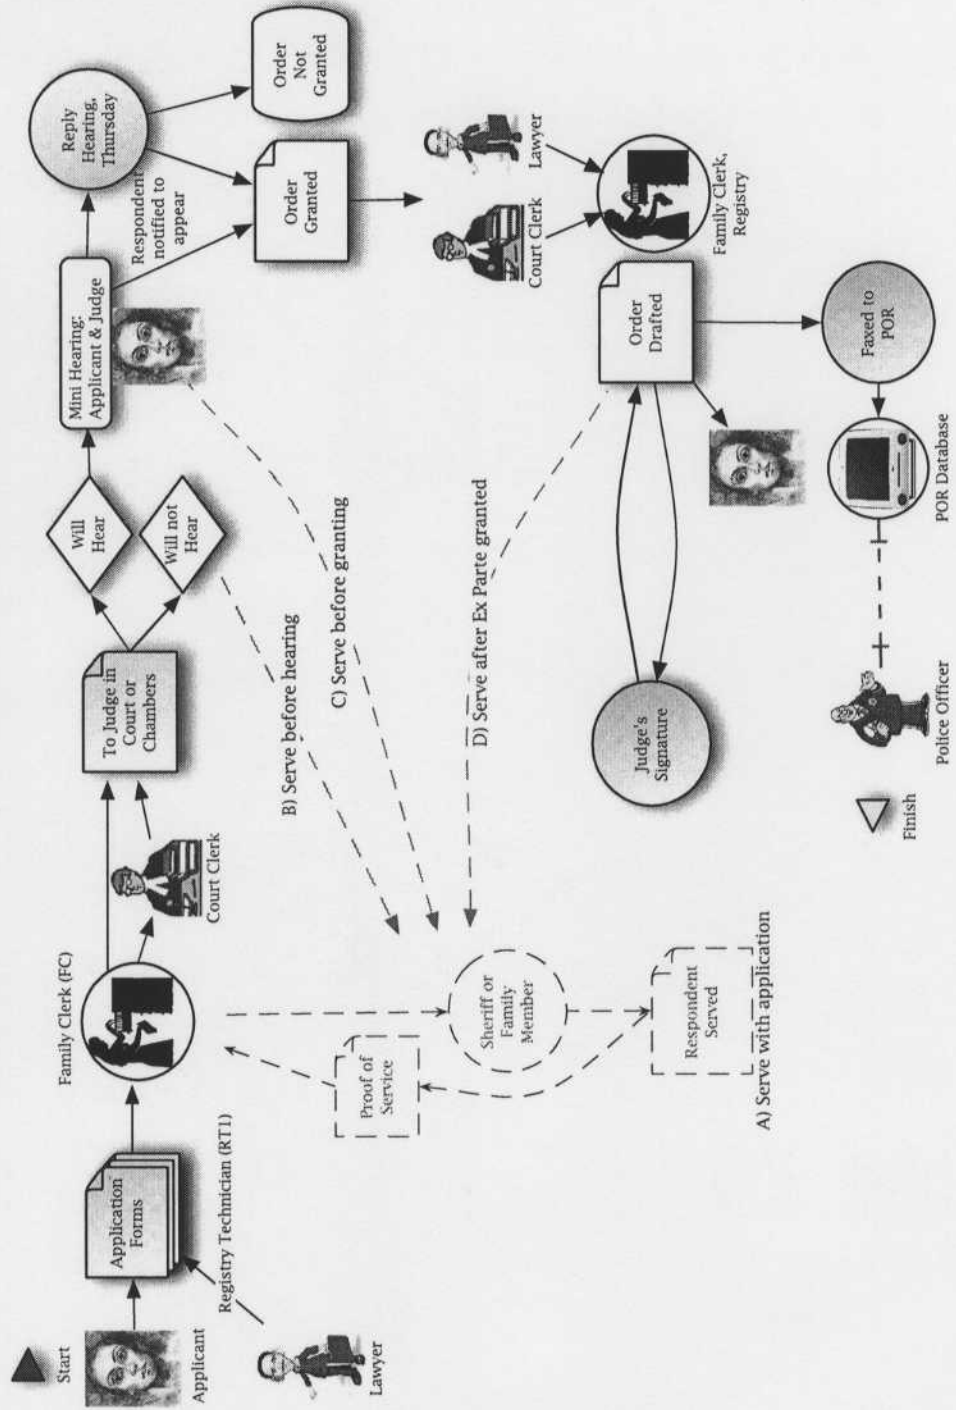 Start
Applicant
Lawyer
Application
Forms
Registry Technician (RT1)
Family Clerk (FC)
Court Clerk
To Judge in
Court or
Chambers
Will
Hear
Will not
Hear
Mini Hearing:
Applicant & Judge
Reply
Hearing,
Thursday
Respondent
notified to
appear
Order
Granted
Order
Not
Granted
B) Serve before hearing
C) Serve before granting
D) Serve after Ex Parte granted
Proof of
Service
Sheriff or
Family
Member
Respondent
Served
A) Serve with application
Court Clerk
Lawyer
Family Clerk,
Registry
Order
Drafted
Judge's
Signature
Faxed to
POR
POR Database
Police Officer
Finish